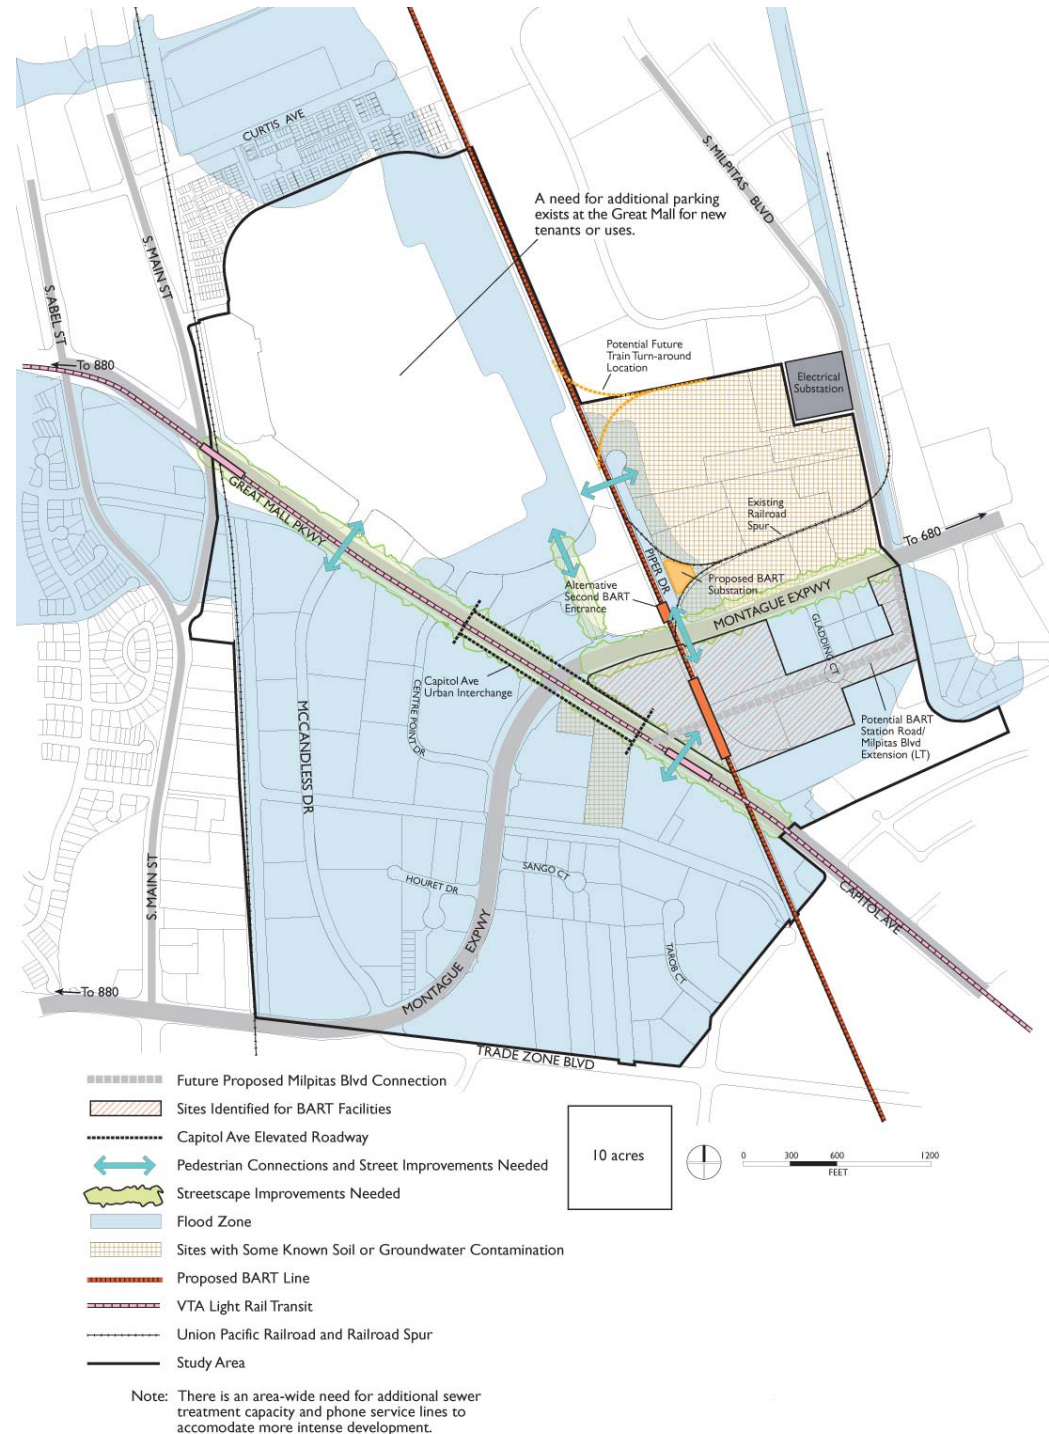 CURTIS AVE
S. MILPITAS BLVD
A need for additional parking
exists at the Great Mall for new
tenants or uses.
S. MAIN ST
S. ABEL ST
To 880
Potential Future
Train Turn-around
Location
Electrical
Substation
GREAT MALL PKWY
Existing
Railroad
Spur
To 680
PIPER DR
Proposed BART
Substation
Alternative
Second BART
Entrance
MONTAGUE EXPWY
GLADDING CT
Capitol Ave
Urban Interchange
CENTRE POINT DR
MCCANDLESS DR
Potential BART
Station Road/
Milpitas Blvd
Extension (LT)
S. MAIN ST
HOURET DR
SANGO CT
CAPITOL AVE
TAROB CT
MONTAGUE EXPWY
To 880
TRADE ZONE BLVD
Future Proposed Milpitas Blvd Connection
Sites Identified for BART Facilities
Capitol Ave Elevated Roadway
Pedestrian Connections and Street Improvements Needed
Streetscape Improvements Needed
Flood Zone
Sites with Some Known Soil or Groundwater Contamination
Proposed BART Line
VTA Light Rail Transit
Union Pacific Railroad and Railroad Spur
Study Area
10 acres
0 300 600 1200
FEET
Note: There is an area-wide need for additional sewer
treatment capacity and phone service lines to
accomodate more intense development.